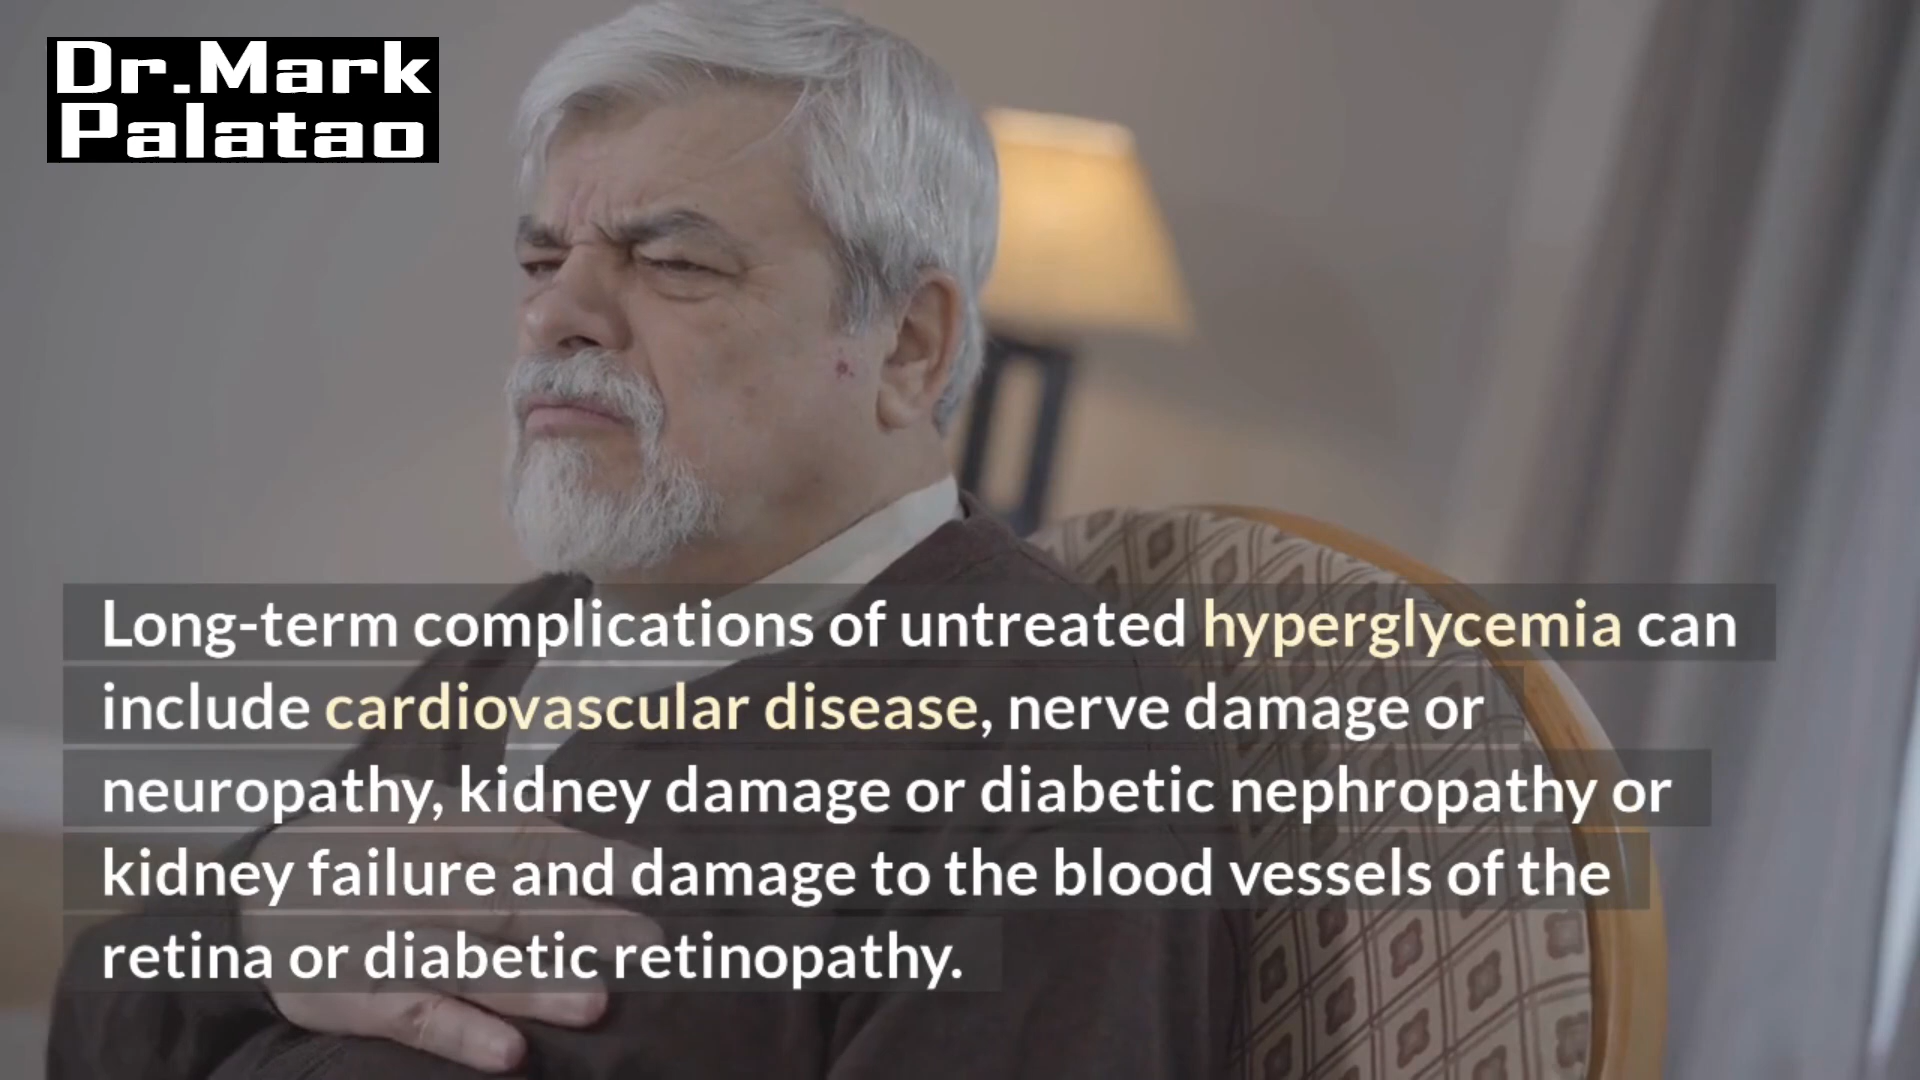 Dr.Mark
Palatao
Long-term complications of untreated hyperglycemia can
include cardiovascular disease, nerve damage or
neuropathy, kidney damage or diabetic nephropathy or
kidney failure and damage to the blood vessels of the
retina or diabetic retinopathy.